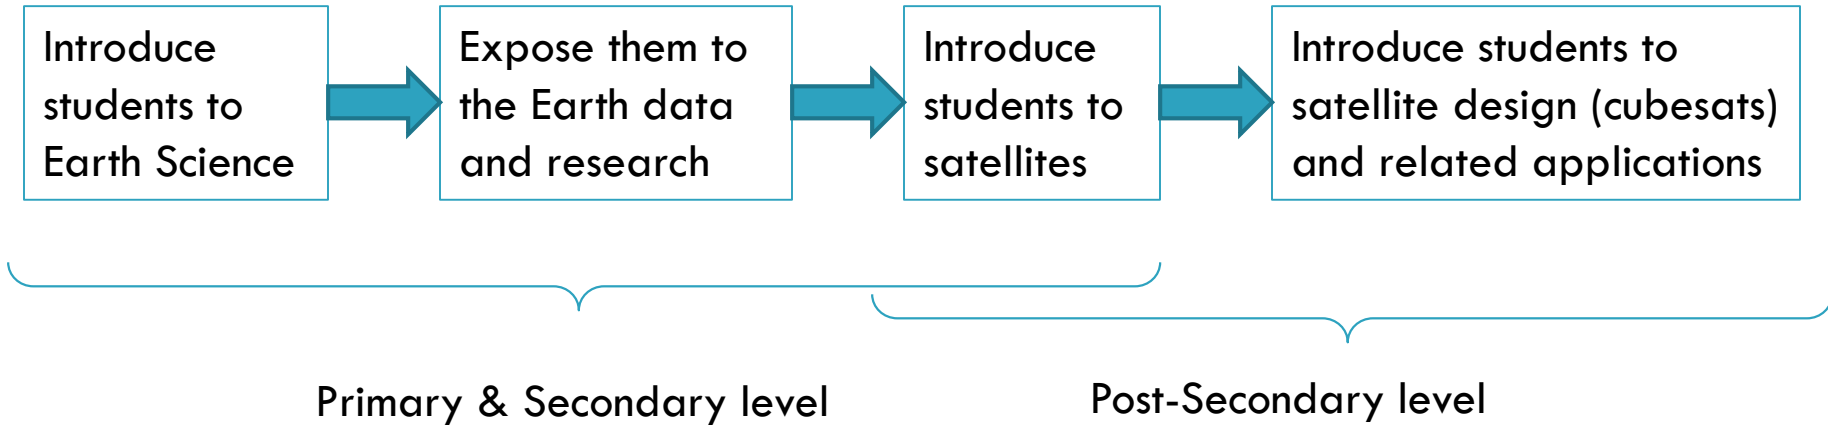 Introduce
students to
Earth Science
Expose them to
the Earth data
and research
Introduce
students to
satellites
Introduce students to
satellite design (cubesats)
and related applications
Primary & Secondary level
Post-Secondary level